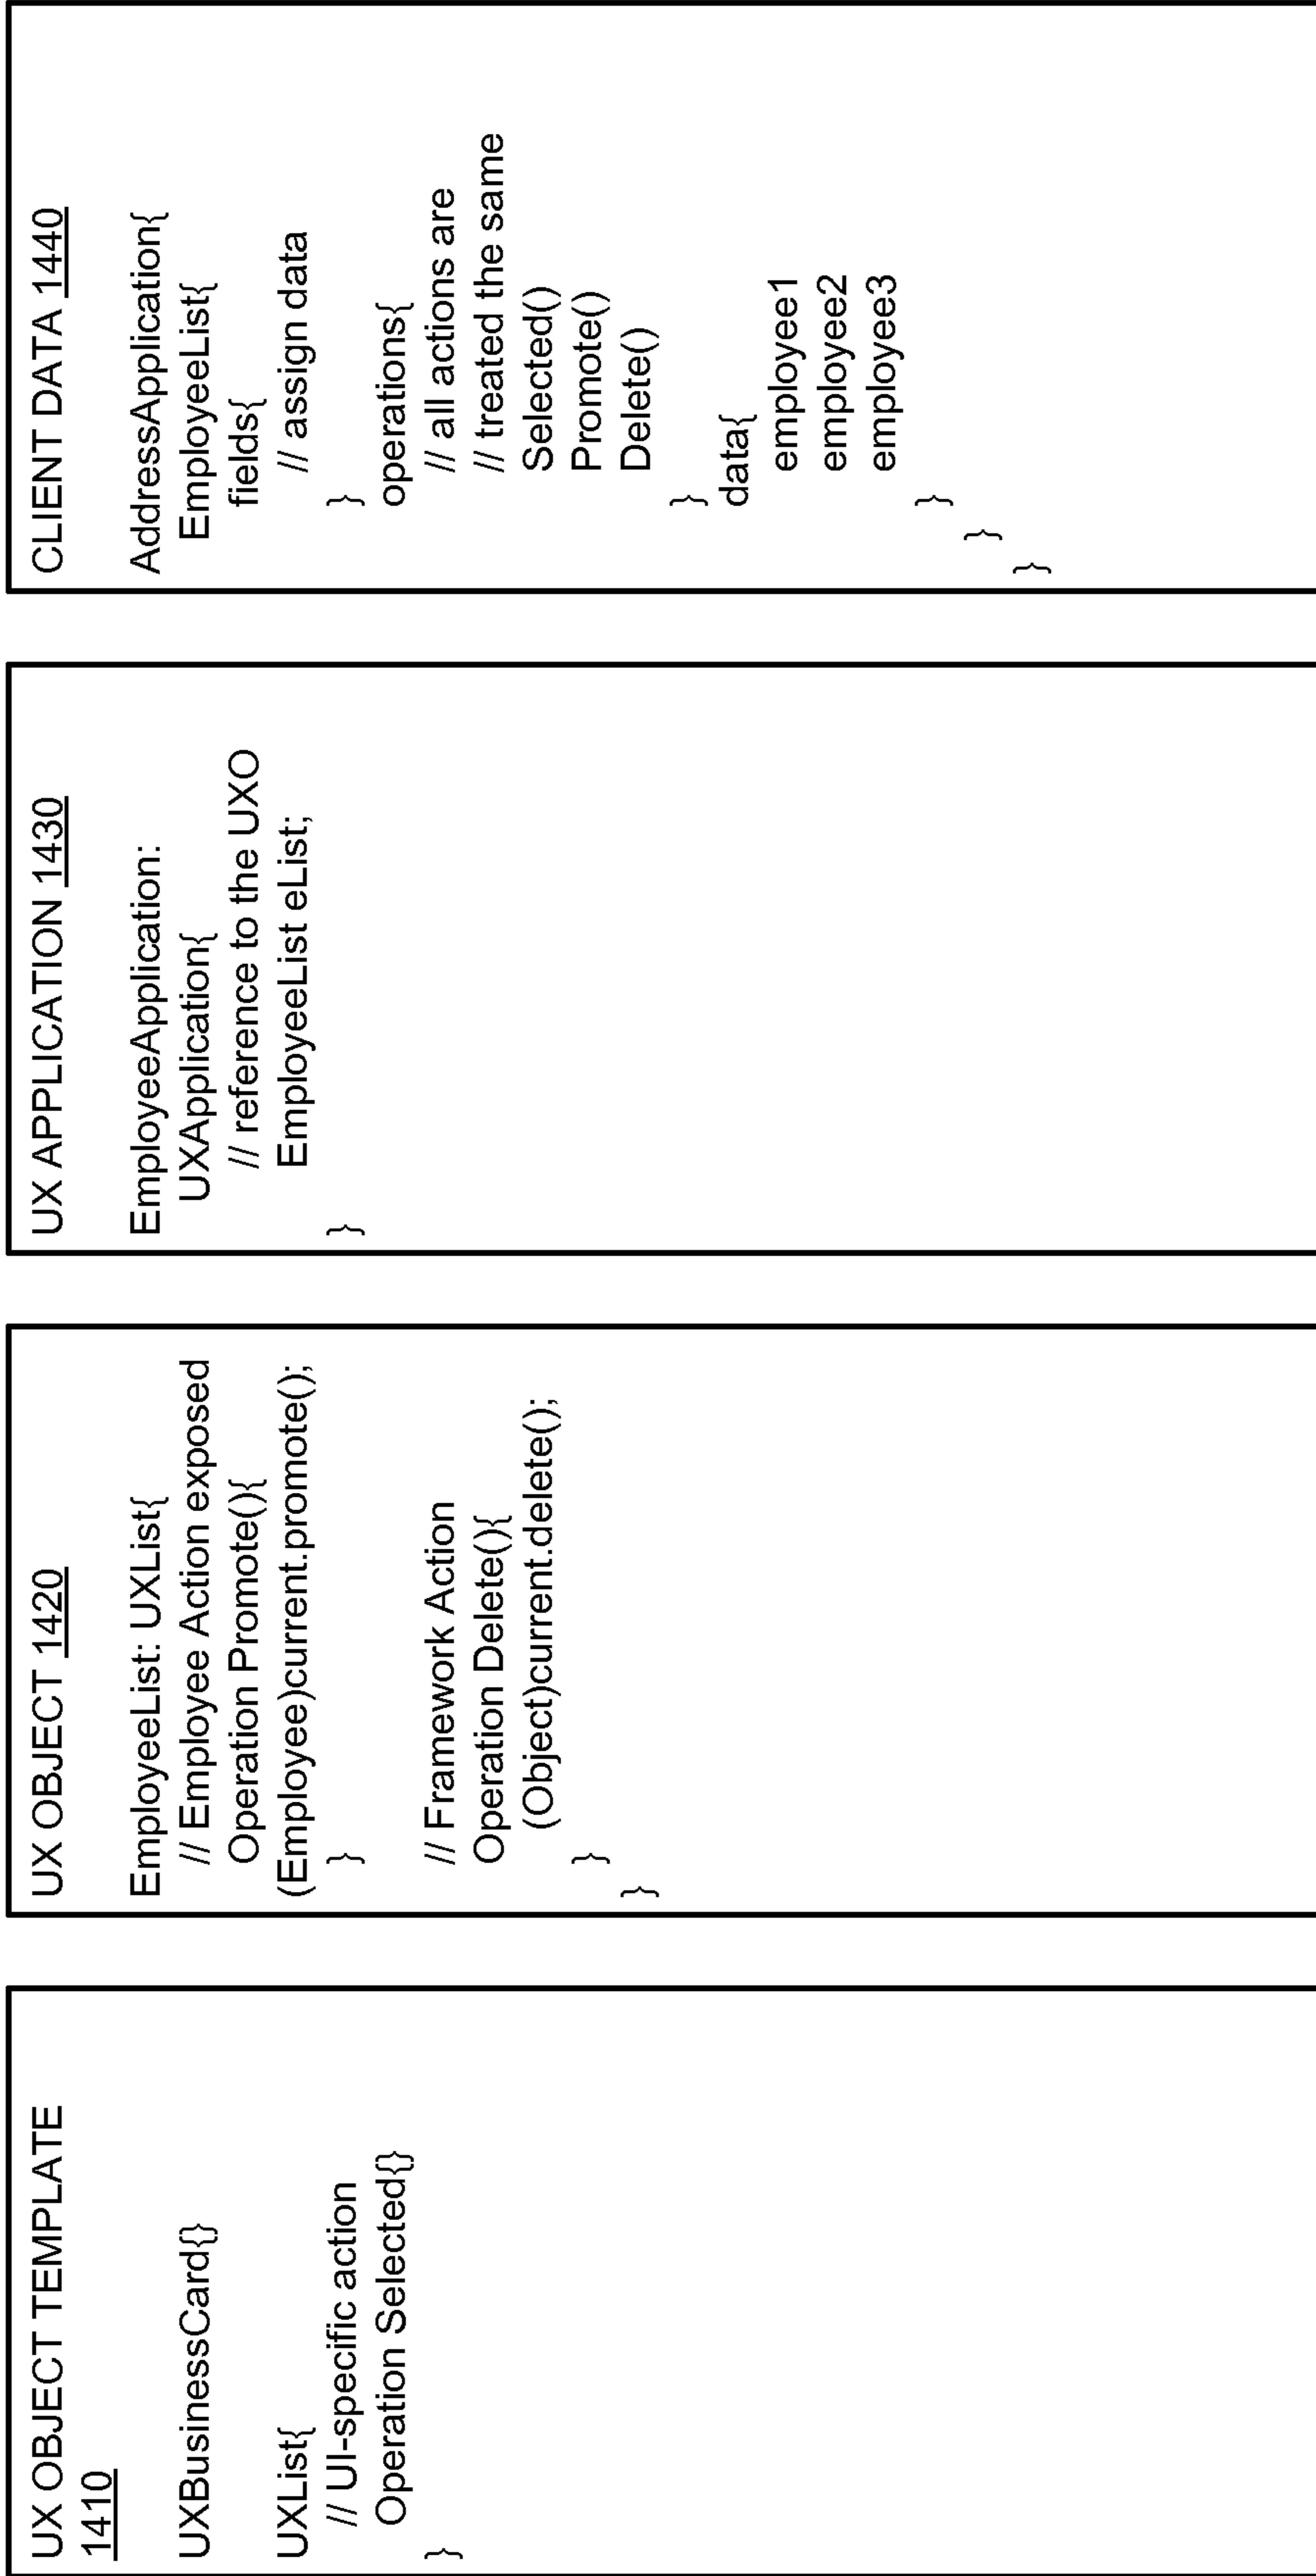 UX OBJECT TEMPLATE
1410
UXBusinessCard{}
UXList{
// UI-specific action
Operation Selected{}
}
UX OBJECT 1420
EmployeeList: UXList{
// Employee Action exposed
Operation Promote(){
(Employee)current.promote();
}
// Framework Action
Operation Delete(){
(Object)current.delete();
}
}
UX APPLICATION 1430
EmployeeApplication:
UXApplication{
// reference to the UXO
EmployeeList eList;
}
CLIENT DATA 1440
AddressApplication{
EmployeeList{
fields{
// assign data
}
operations{
// all actions are
// treated the same
Selected()
Promote()
Delete()
}
data{
employee1
employee2
employee3
}
}
}